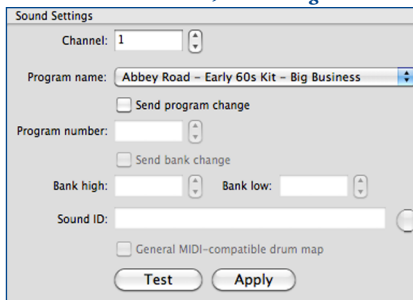 Sound Settings
Channel: 1
Program name: Abbey Road – Early 60s Kit – Big Business
Send program change
Program number:
Send bank change
Bank high: Bank low:
Sound ID:
General MIDI-compatible drum map
Test Apply